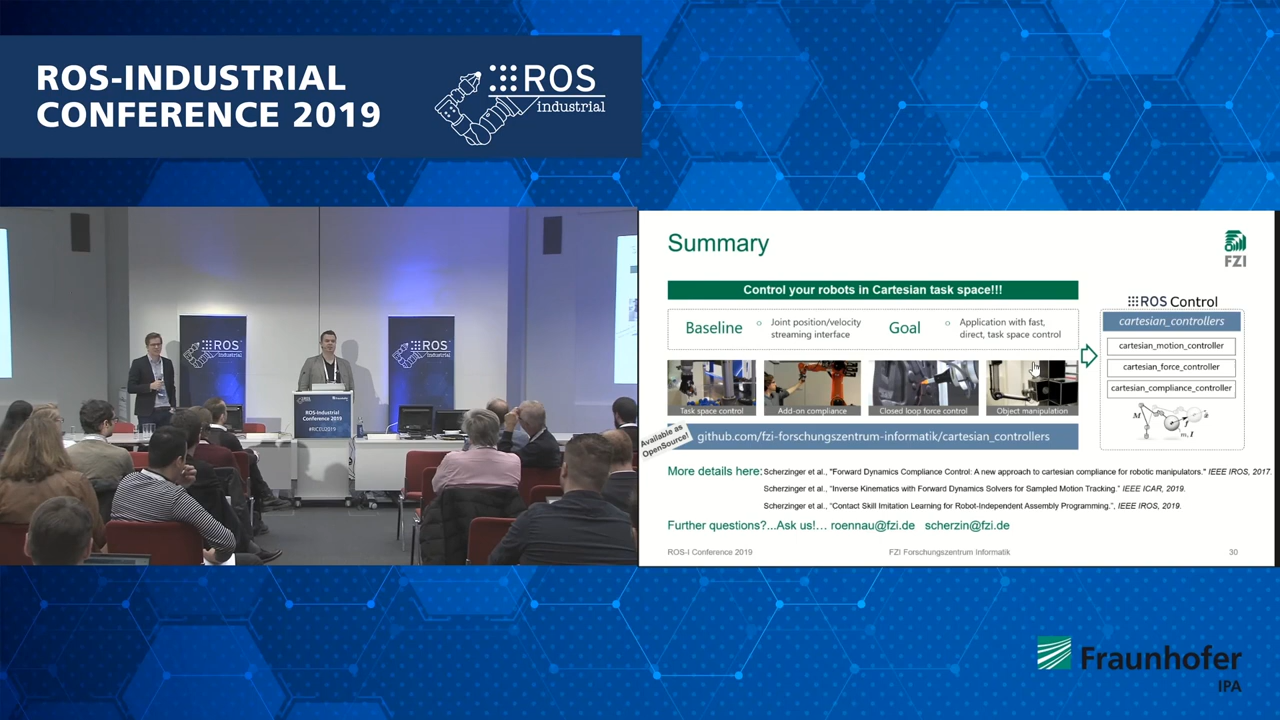 ROS-INDUSTRIAL
CONFERENCE 2019
ROS
industrial
ROS
industrial
ROS
industrial
ROS-Industrial
Conference 2019
#RICEU2019
Summary
FZI
Control your robots in Cartesian task space!!!
Baseline
Joint position/velocity
streaming interface
Goal
Application with fast,
direct, task space control
Task space control
Add-on compliance
Closed loop force control
Object manipulation
Available as
OpenSource!
github.com/fzi-forschungszentrum-informatik/cartesian_controllers
ROS Control
cartesian_controllers
cartesian_motion_controller
cartesian_force_controller
cartesian_compliance_controller
M
m, I
More details here:
Scherzinger et al., "Forward Dynamics Compliance Control: A new approach to cartesian compliance for robotic manipulators." IEEE IROS, 2017.
Scherzinger et al., "Inverse Kinematics with Forward Dynamics Solvers for Sampled Motion Tracking." IEEE ICAR, 2019.
Scherzinger et al., "Contact Skill Imitation Learning for Robot-Independent Assembly Programming.", IEEE IROS, 2019.
Further questions?...Ask us!... roennau@fzi.de scherzin@fzi.de
ROS-I Conference 2019
FZI Forschungszentrum Informatik
30
Fraunhofer
IPA